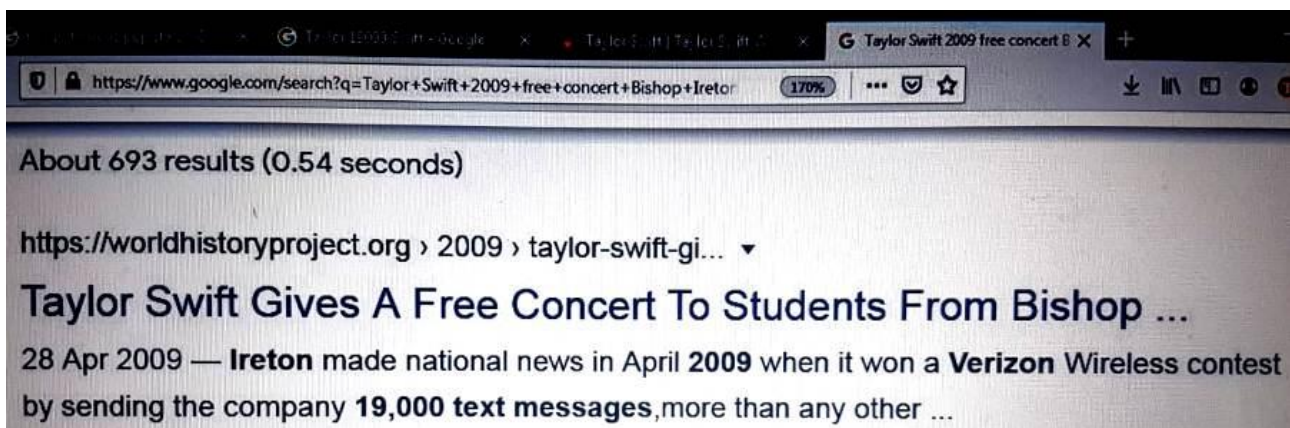 Taylor Swift 2009 free concert B
https://www.google.com/search?q=Taylor+Swift+2009+free+concert+Bishop+Iretor
170%
About 693 results (0.54 seconds)
https://worldhistoryproject.org › 2009 › taylor-swift-gi...
Taylor Swift Gives A Free Concert To Students From Bishop ...
28 Apr 2009 — Ireton made national news in April 2009 when it won a Verizon Wireless contest
by sending the company 19,000 text messages,more than any other ...